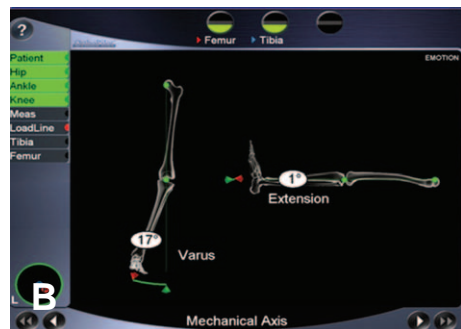 ?
Femur Tibia
EMOTION
Patient
Hip
Ankle
Knee
Meas
LoadLine
Tibia
Femur
1°
Extension
17°
Varus
L
B
Mechanical Axis